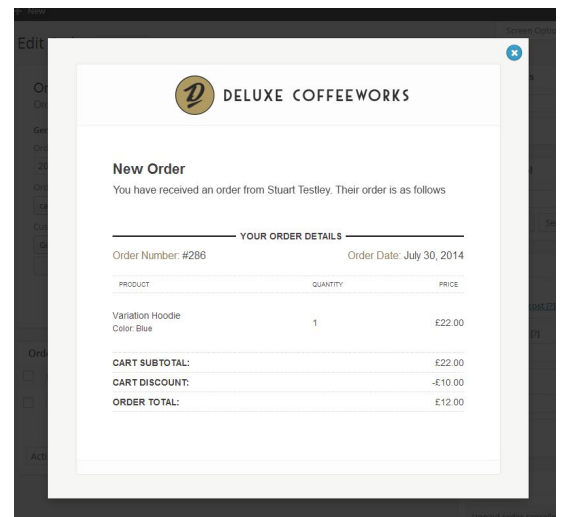 New
Edit
DELUXE COFFEEWORKS
New Order
You have received an order from Stuart Testley. Their order is as follows
YOUR ORDER DETAILS
Order Number: #286
Order Date: July 30, 2014
PRODUCT QUANTITY PRICE
Variation Hoodie
Color: Blue
1 £22.00
CART SUBTOTAL: £22.00
CART DISCOUNT: -£10.00
ORDER TOTAL: £12.00